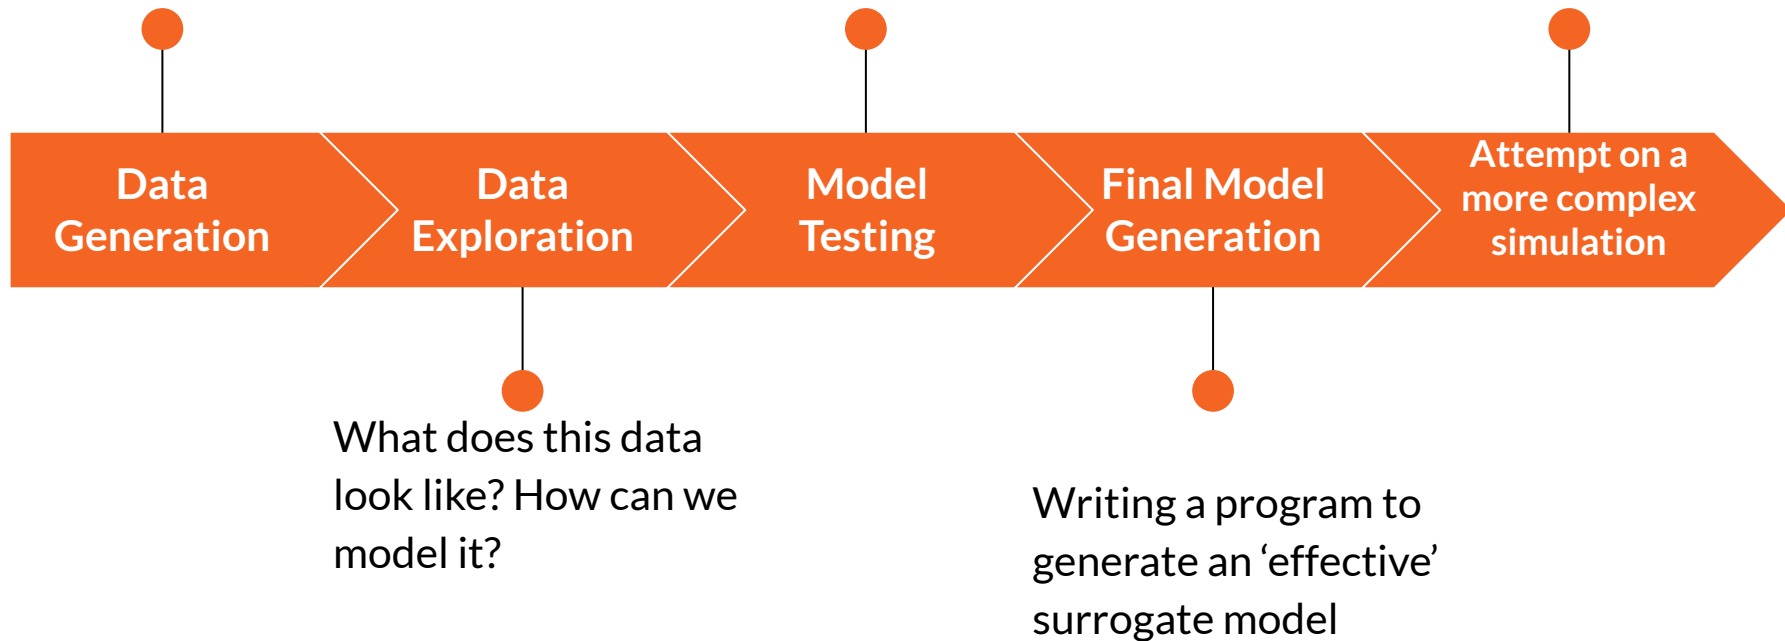 Data
Generation
Data
Exploration
Model
Testing
Final Model
Generation
Attempt on a
more complex
simulation
What does this data
look like? How can we
model it?
Writing a program to
generate an ‘effective’
surrogate model